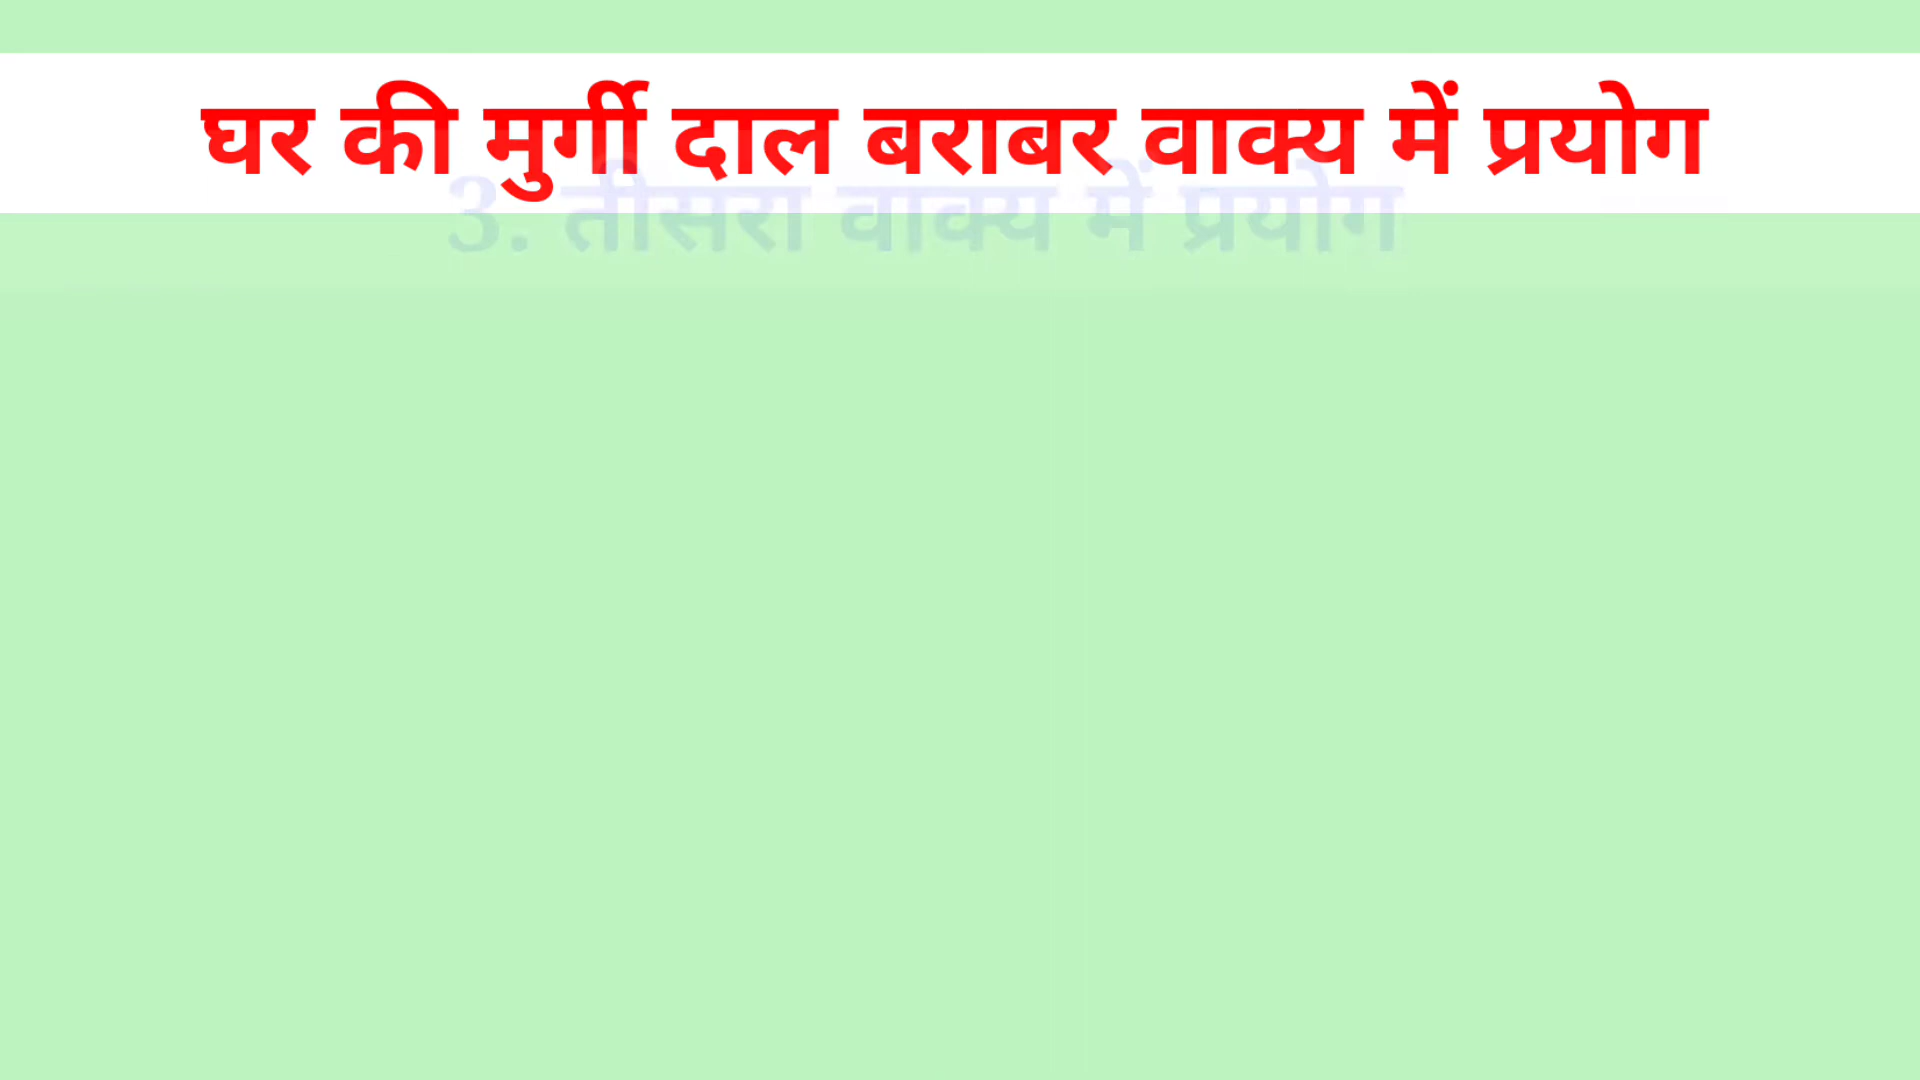 घर की मुर्गी दाल बराबर वाक्य में प्रयोग
3. तीसरा वाक्य में प्रयोग